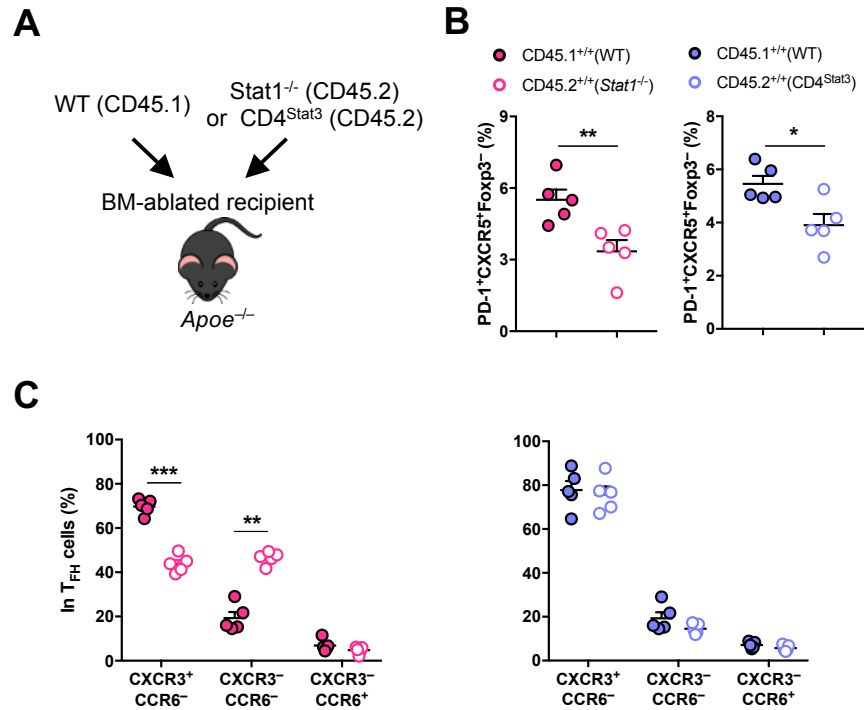 A
WT (CD45.1)
Stat1-/- (CD45.2)
or CD4Stat3 (CD45.2)
BM-ablated recipient
Apoe–/–
B
CD45.1+/+(WT)
CD45.2+/+(Stat1-/-)
CD45.1+/+(WT)
CD45.2+/+(CD4Stat3)
PD-1+CXCR5+Foxp3– (%)
9
6
3
0
**
PD-1+CXCR5+Foxp3– (%)
8
6
4
2
0
*
C
In TFH cells (%)
100
80
60
40
20
0
***
**
CXCR3+ CXCR3– CXCR3–
CCR6– CCR6– CCR6+
100
80
60
40
20
0
CXCR3+ CXCR3– CXCR3–
CCR6– CCR6– CCR6+